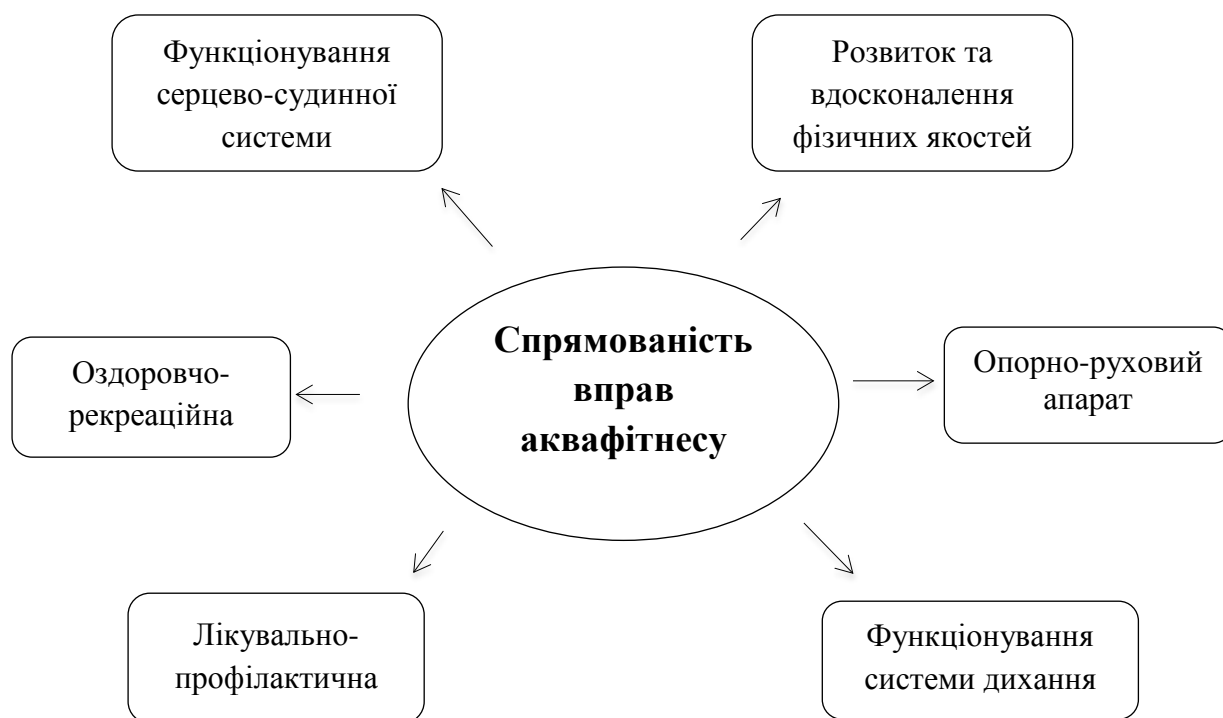 Функціонування
серцево-судинної
системи
Розвиток та
вдосконалення
фізичних якостей
Спрямованість
вправ
аквафітнесу
Оздоровчо-
рекреаційна
Опорно-руховий
апарат
Лікувально-
профілактична
Функціонування
системи дихання